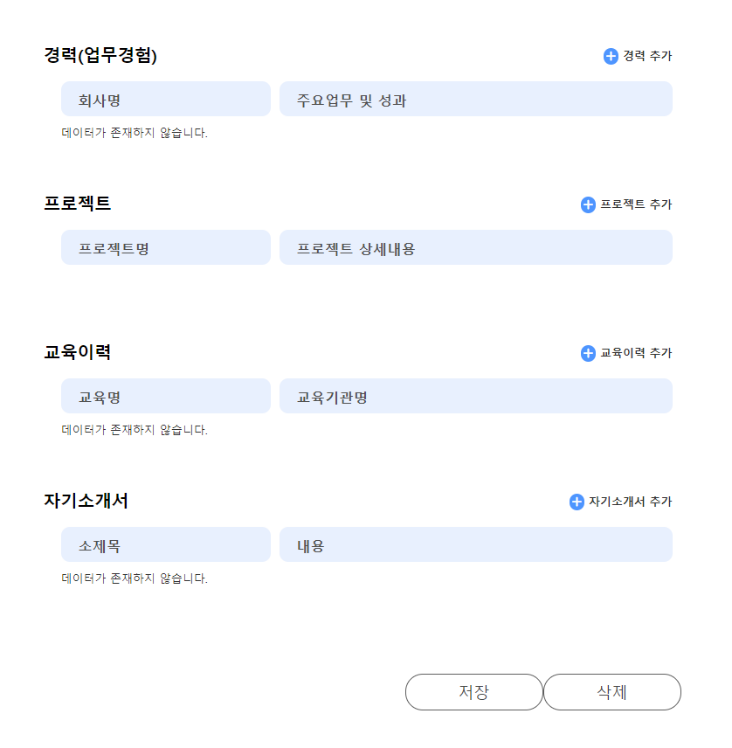 경력(업무경험)
경력 추가
회사명 주요업무 및 성과
데이터가 존재하지 않습니다.
프로젝트
프로젝트 추가
프로젝트명 프로젝트 상세내용
교육이력
교육이력 추가
교육명 교육기관명
데이터가 존재하지 않습니다.
자기소개서
자기소개서 추가
소제목 내용
데이터가 존재하지 않습니다.
저장 삭제